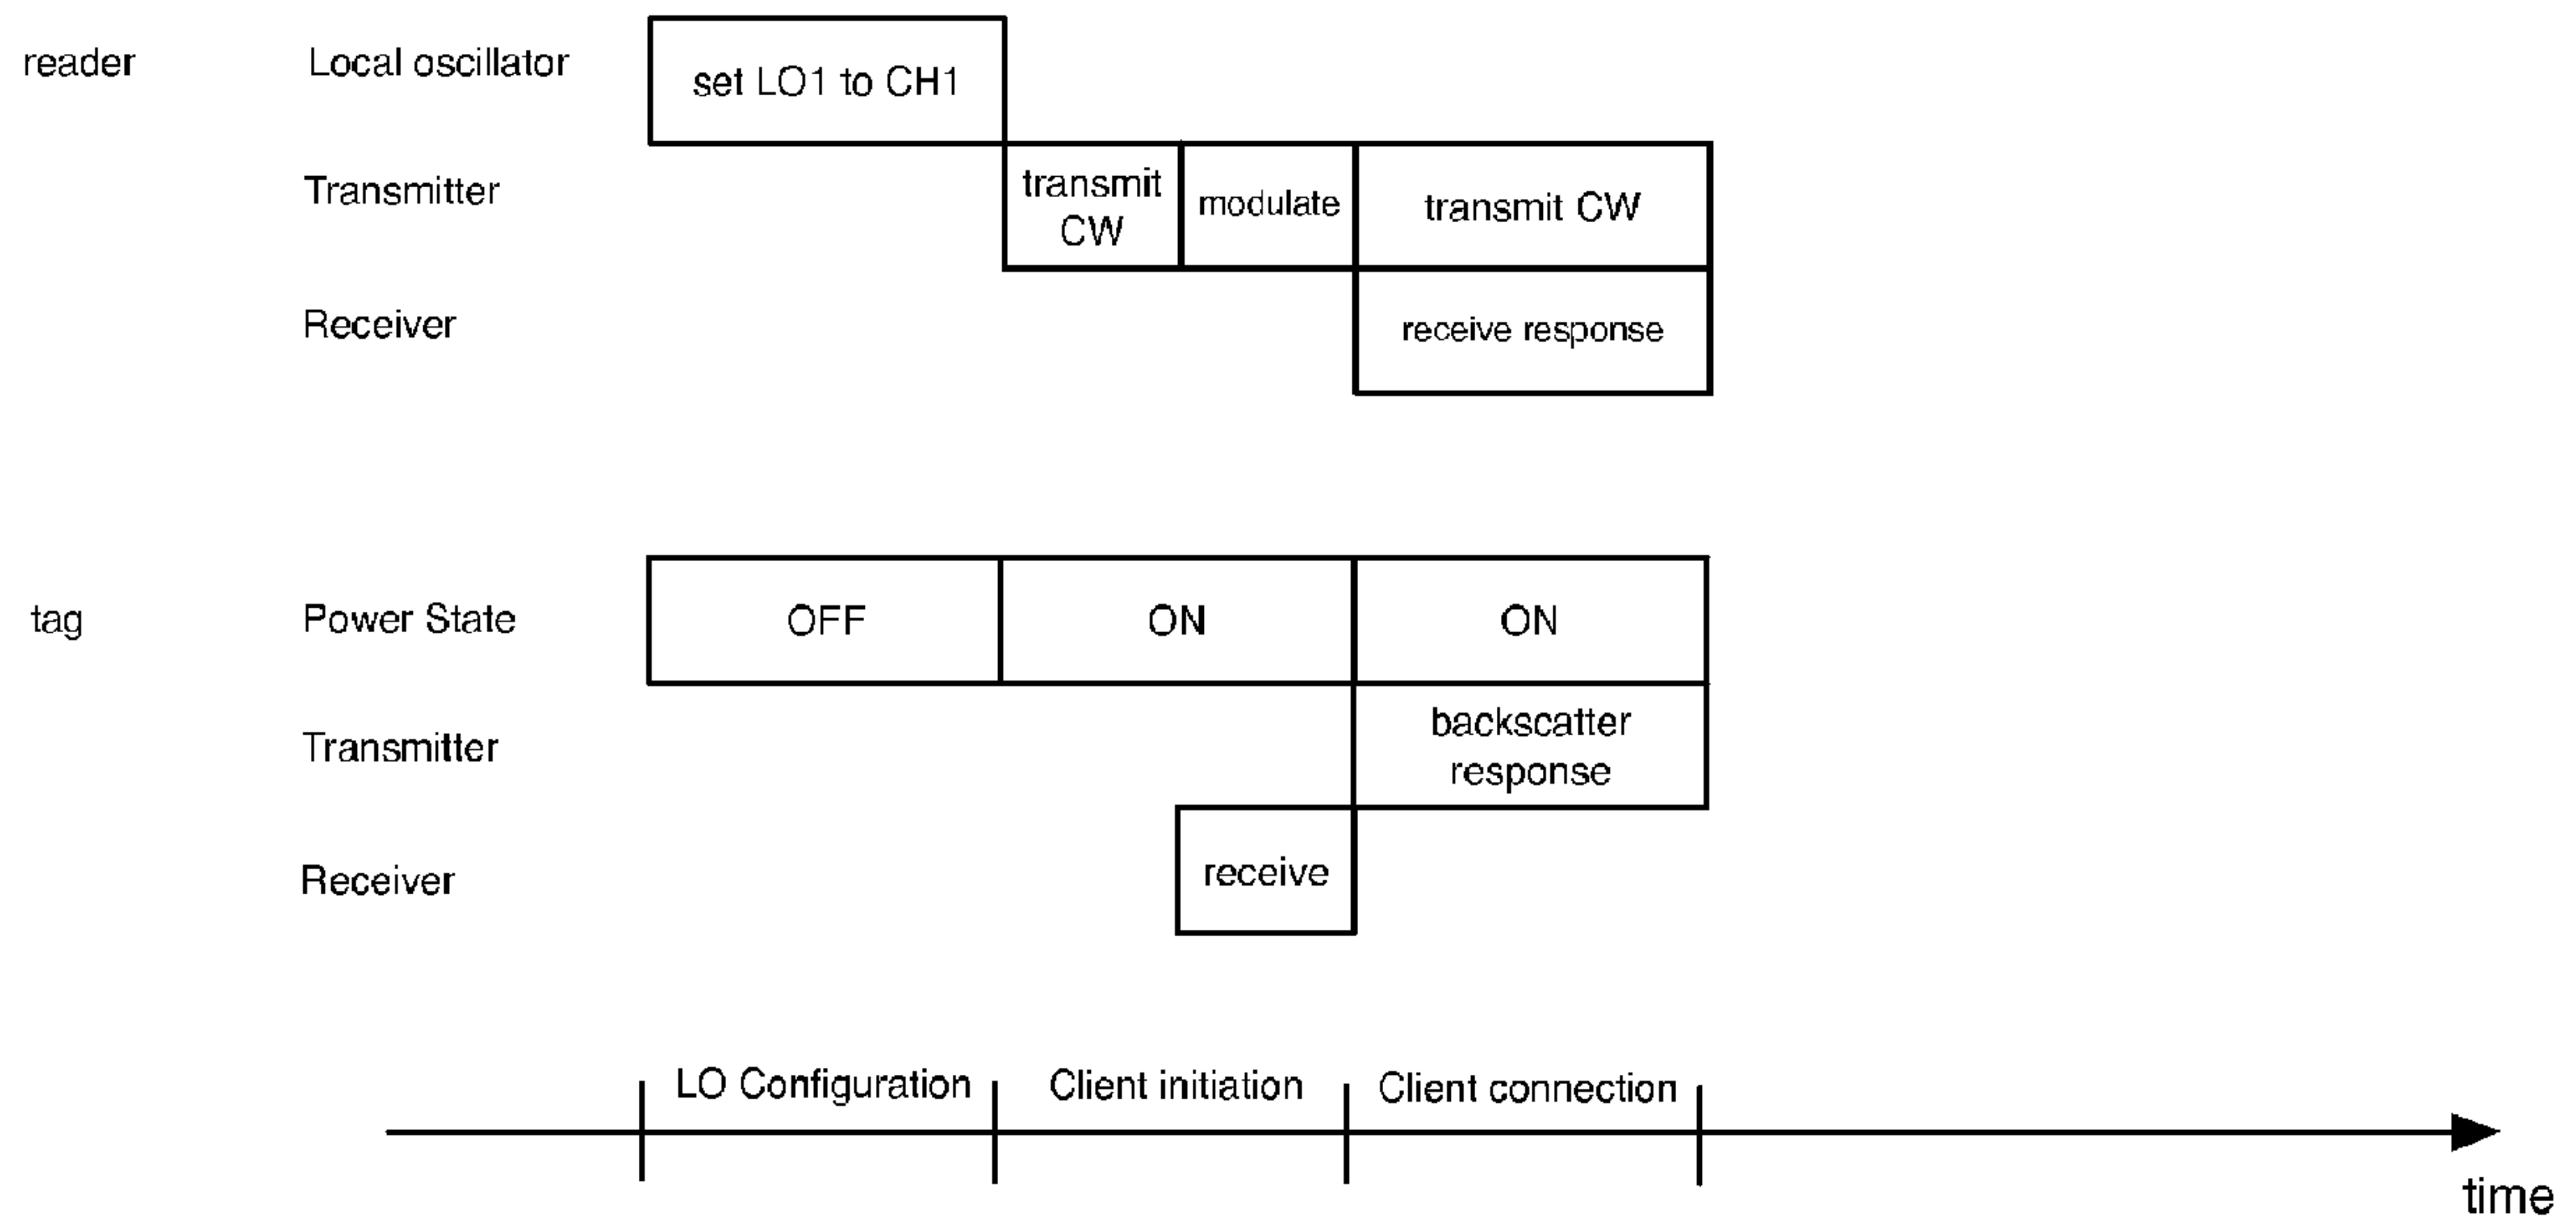 reader
Local oscillator
set LO1 to CH1
Transmitter
transmit
CW
modulate
transmit CW
Receiver
receive response
tag
Power State
OFF
ON
ON
Transmitter
backscatter
response
Receiver
receive
LO Configuration
Client initiation
Client connection
time